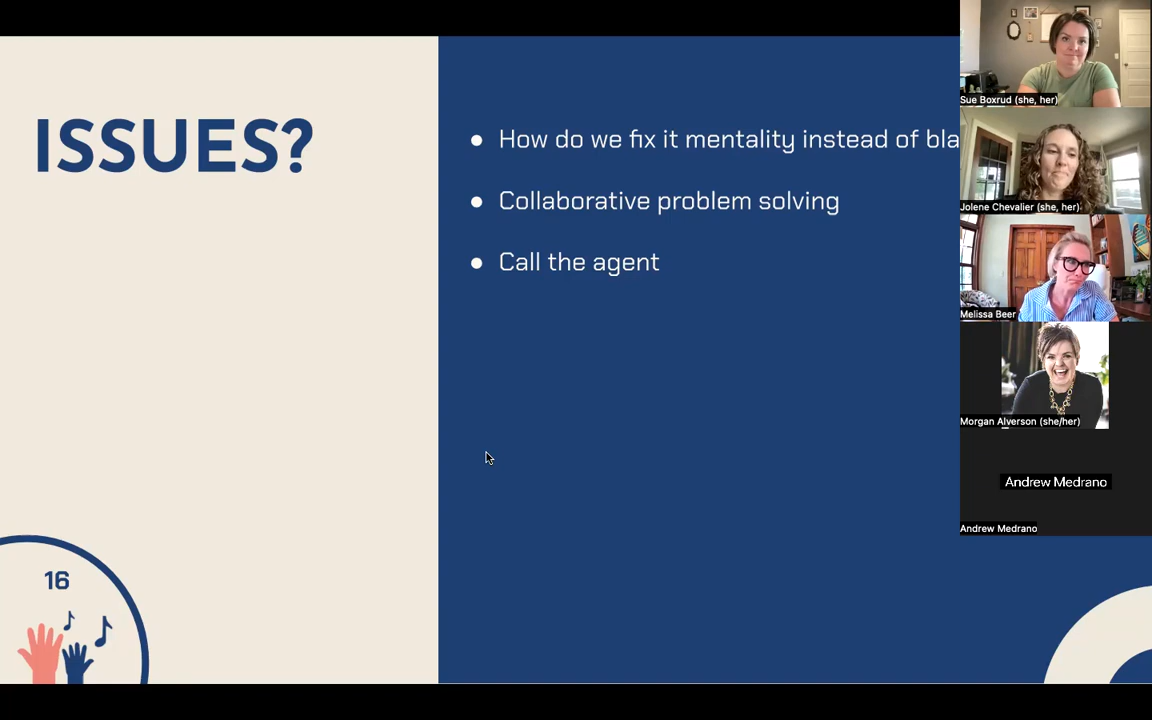 ISSUES?
● How do we fix it mentality instead of bla
● Collaborative problem solving
● Call the agent
16
Sue Boxrud (she, her)
Jolene Chevalier (she, her)
Melissa Beer
Morgan Alverson (she/her)
Andrew Medrano
Andrew Medrano